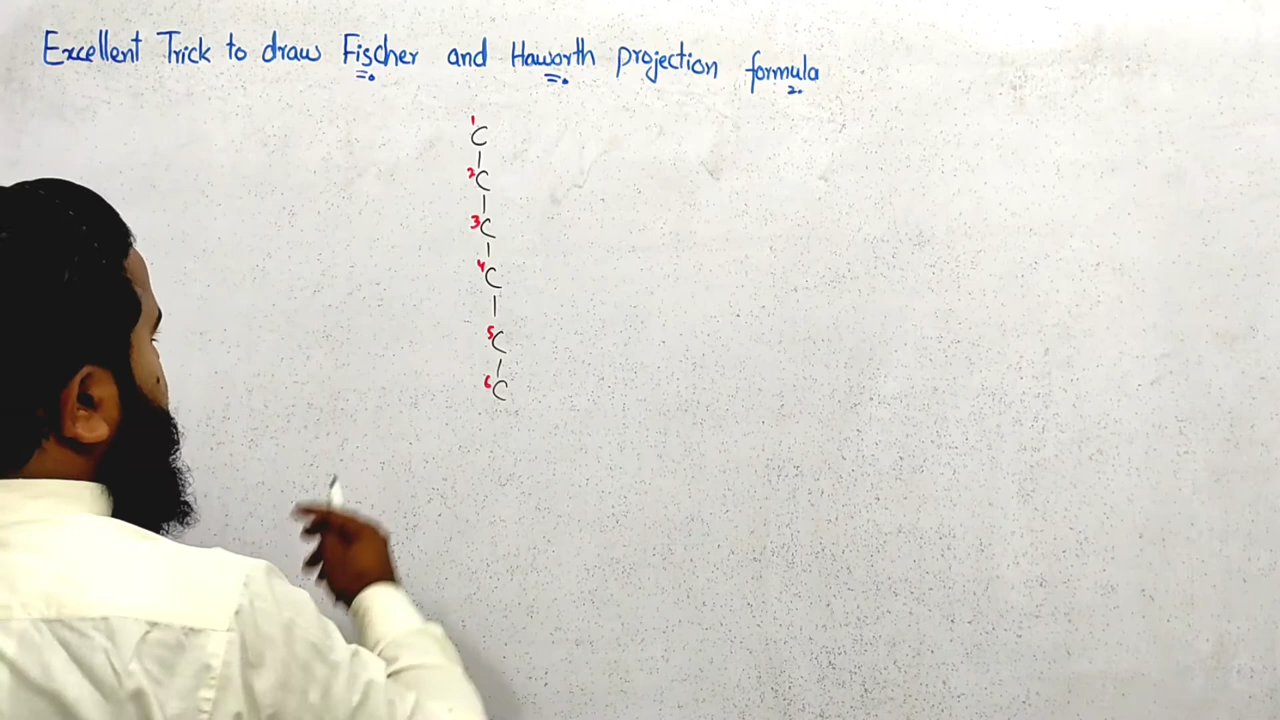 Excellent Trick to draw Fischer and Haworth projection formula
1C
2C
3C
4C
5C
6C